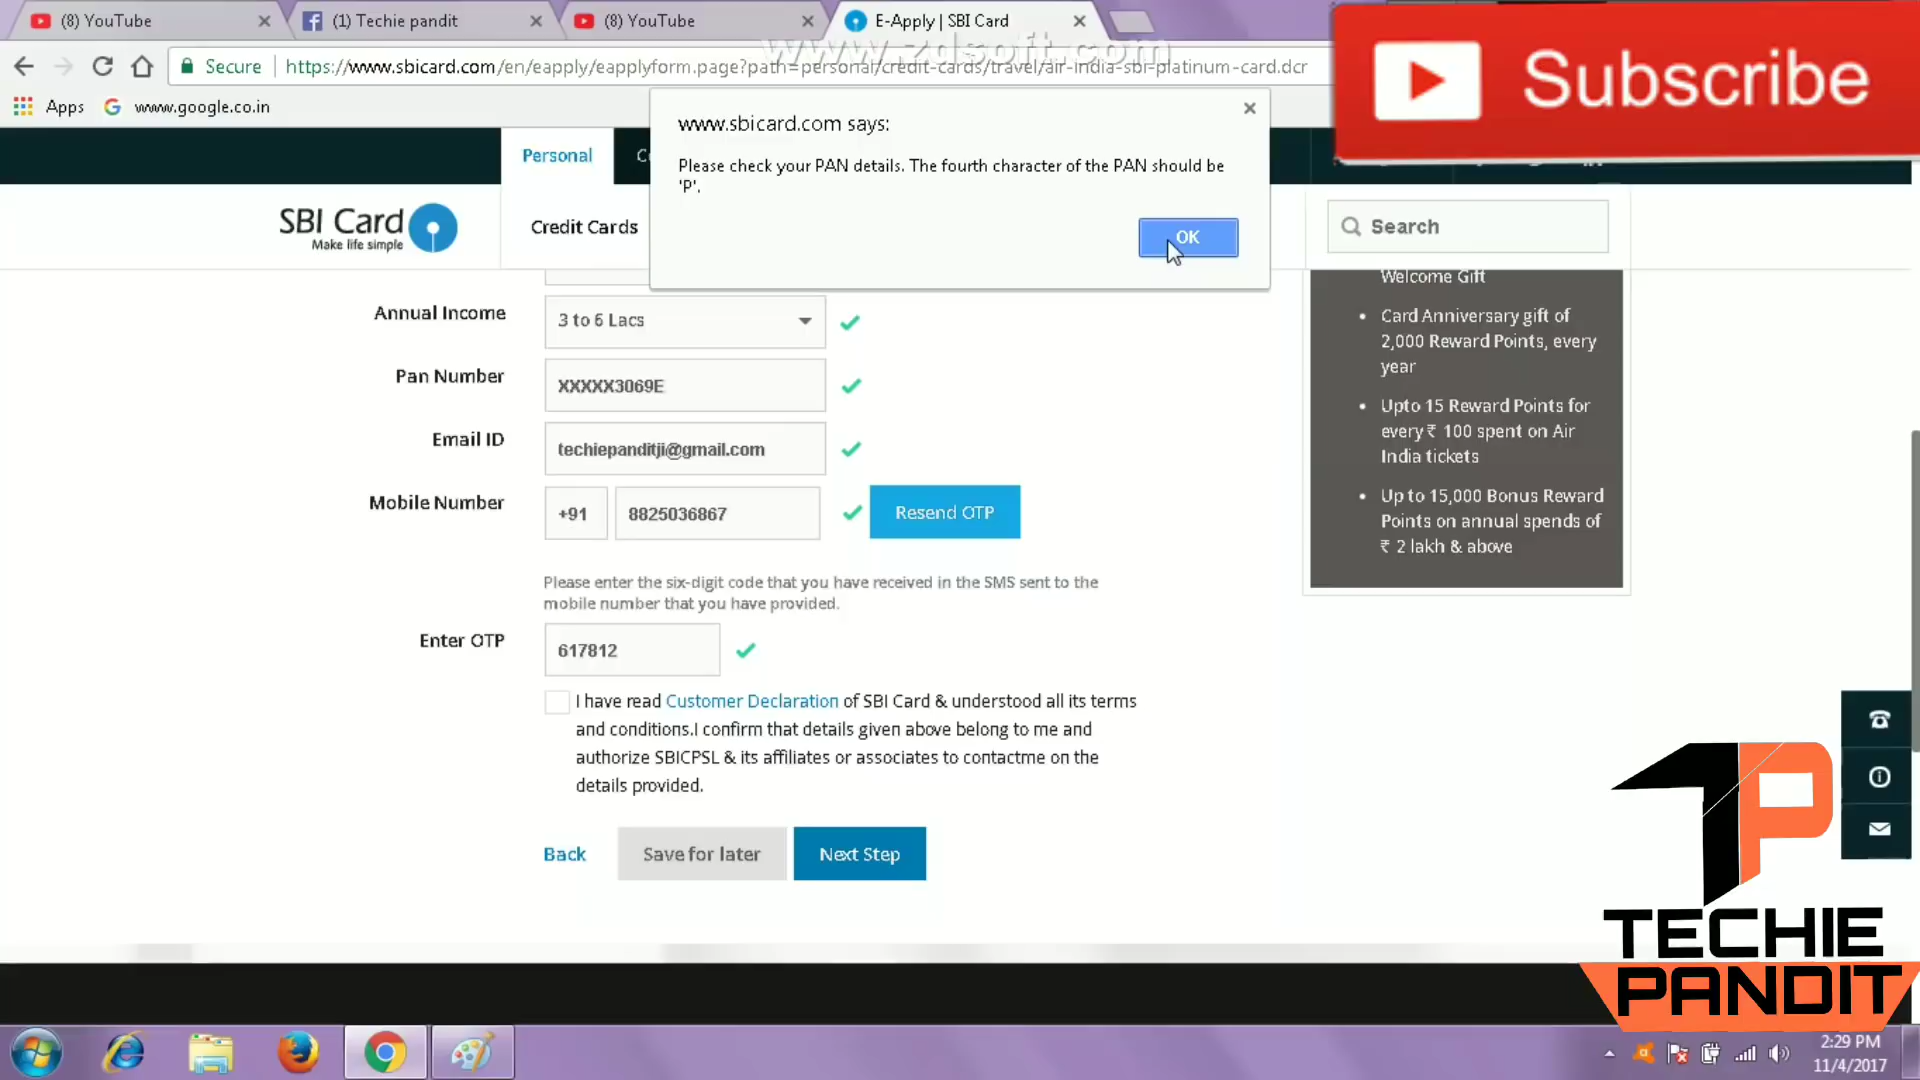 (8) YouTube
(1) Techie pandit
(8) YouTube
E-Apply | SBI Card
www.zdsoft.com
Secure
https://www.sbicard.com/en/eapply/eapplyform.page?path=personal/credit-cards/travel/air-india-sbi-platinum-card.dcr
Subscribe
Apps
www.google.co.in
www.sbicard.com says:
Please check your PAN details. The fourth character of the PAN should be
'P'.
OK
Personal
SBI Card
Make life simple
Credit Cards
Search
Welcome Gift
Card Anniversary gift of
2,000 Reward Points, every
year
Upto 15 Reward Points for
every ₹ 100 spent on Air
India tickets
Up to 15,000 Bonus Reward
Points on annual spends of
₹ 2 lakh & above
Annual Income
3 to 6 Lacs
Pan Number
XXXXX3069E
Email ID
techiepanditji@gmail.com
Mobile Number
+91
8825036867
Resend OTP
Please enter the six-digit code that you have received in the SMS sent to the
mobile number that you have provided.
Enter OTP
617812
I have read Customer Declaration of SBI Card & understood all its terms
and conditions.I confirm that details given above belong to me and
authorize SBICPSL & its affiliates or associates to contactme on the
details provided.
Back
Save for later
Next Step
TP
TECHIE
PANDIT
2:29 PM
11/4/2017